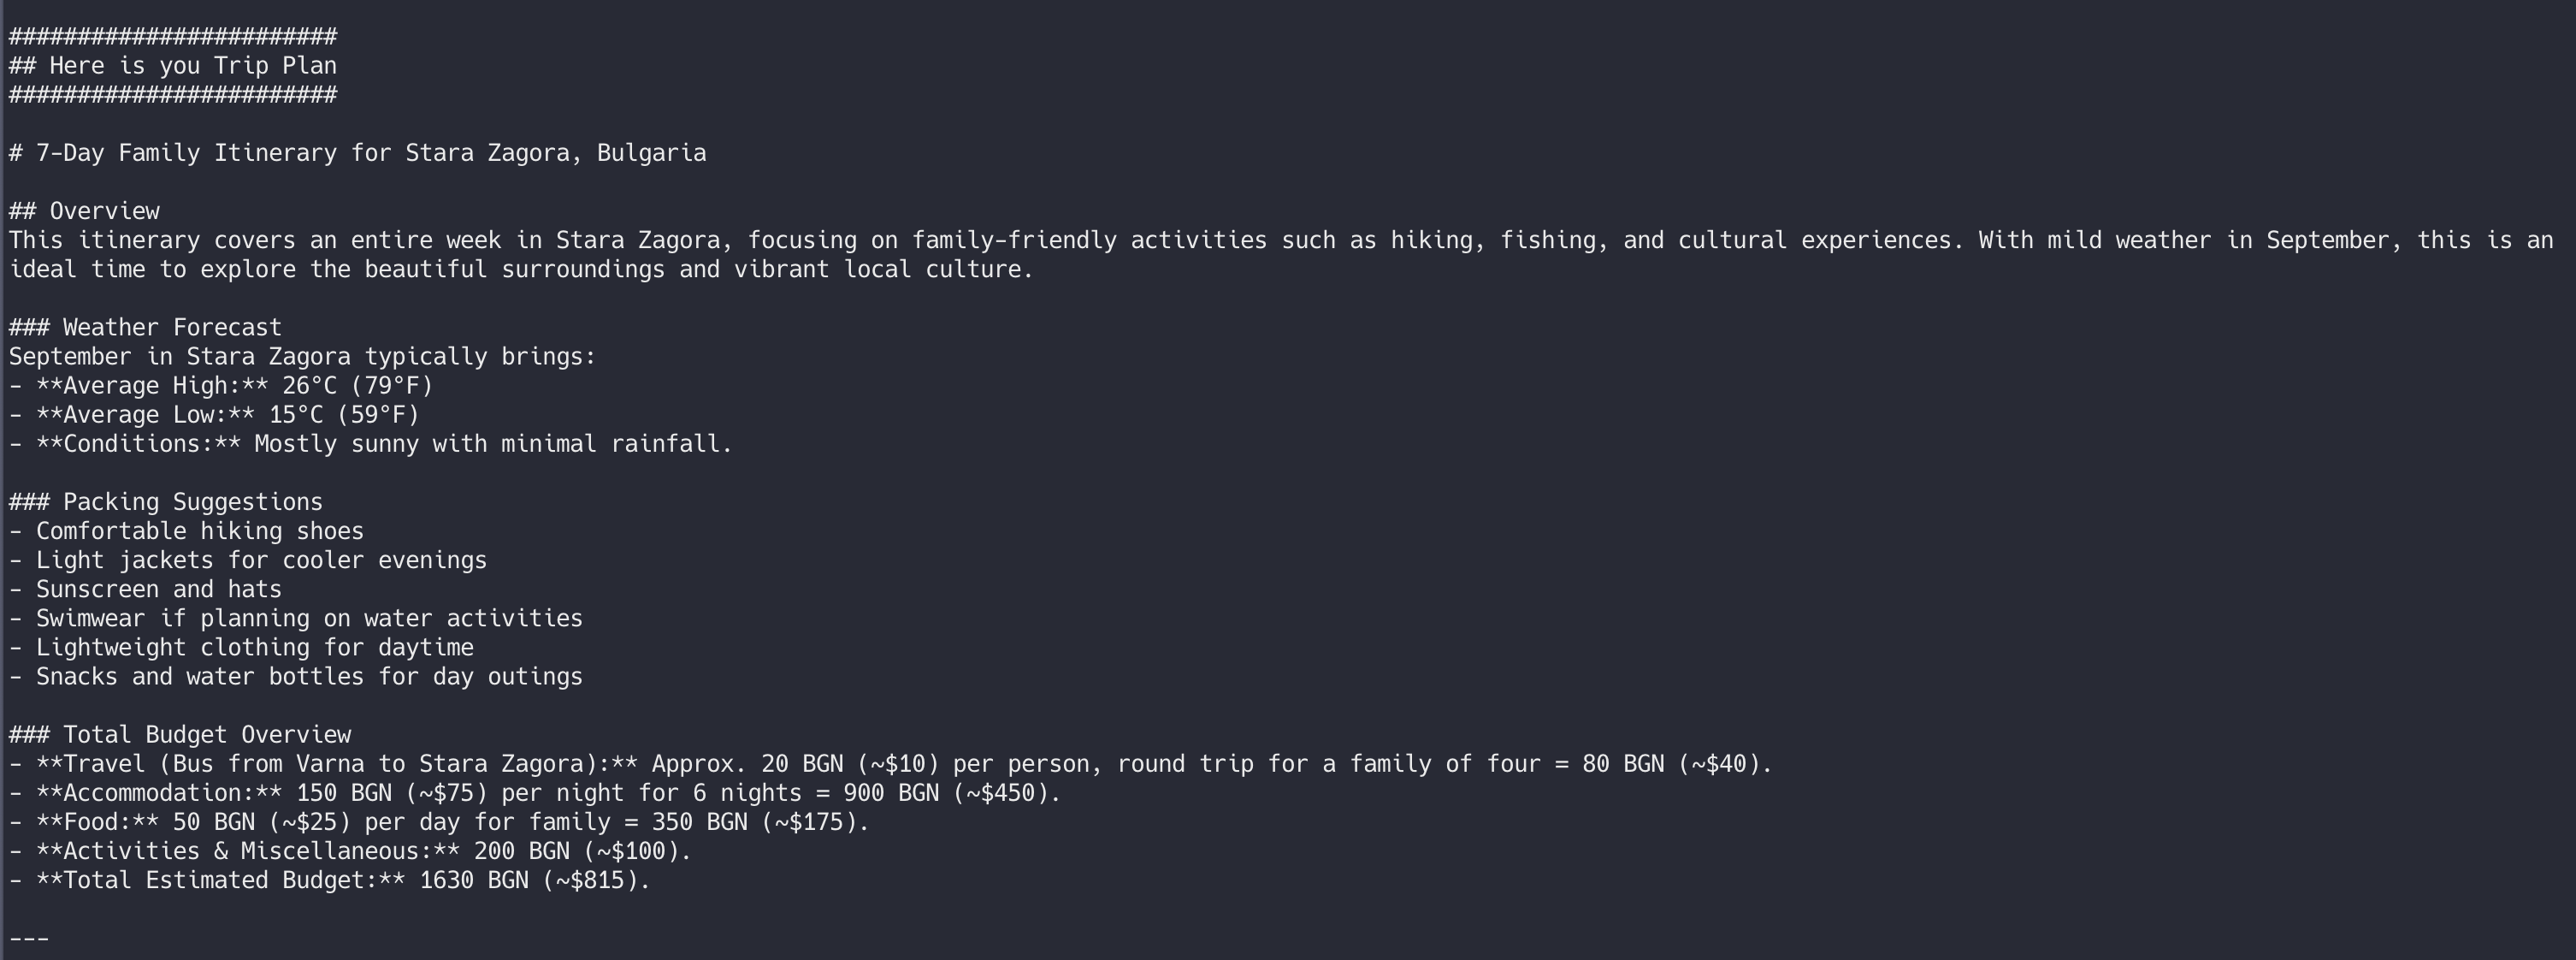 ########################
## Here is you Trip Plan
########################
# 7-Day Family Itinerary for Stara Zagora, Bulgaria
## Overview
This itinerary covers an entire week in Stara Zagora, focusing on family-friendly activities such as hiking, fishing, and cultural experiences. With mild weather in September, this is an
ideal time to explore the beautiful surroundings and vibrant local culture.
### Weather Forecast
September in Stara Zagora typically brings:
- **Average High:** 26°C (79°F)
- **Average Low:** 15°C (59°F)
- **Conditions:** Mostly sunny with minimal rainfall.
### Packing Suggestions
- Comfortable hiking shoes
- Light jackets for cooler evenings
- Sunscreen and hats
- Swimwear if planning on water activities
- Lightweight clothing for daytime
- Snacks and water bottles for day outings
### Total Budget Overview
- **Travel (Bus from Varna to Stara Zagora):** Approx. 20 BGN (~$10) per person, round trip for a family of four = 80 BGN (~$40).
- **Accommodation:** 150 BGN (~$75) per night for 6 nights = 900 BGN (~$450).
- **Food:** 50 BGN (~$25) per day for family = 350 BGN (~$175).
- **Activities & Miscellaneous:** 200 BGN (~$100).
- **Total Estimated Budget:** 1630 BGN (~$815).
---